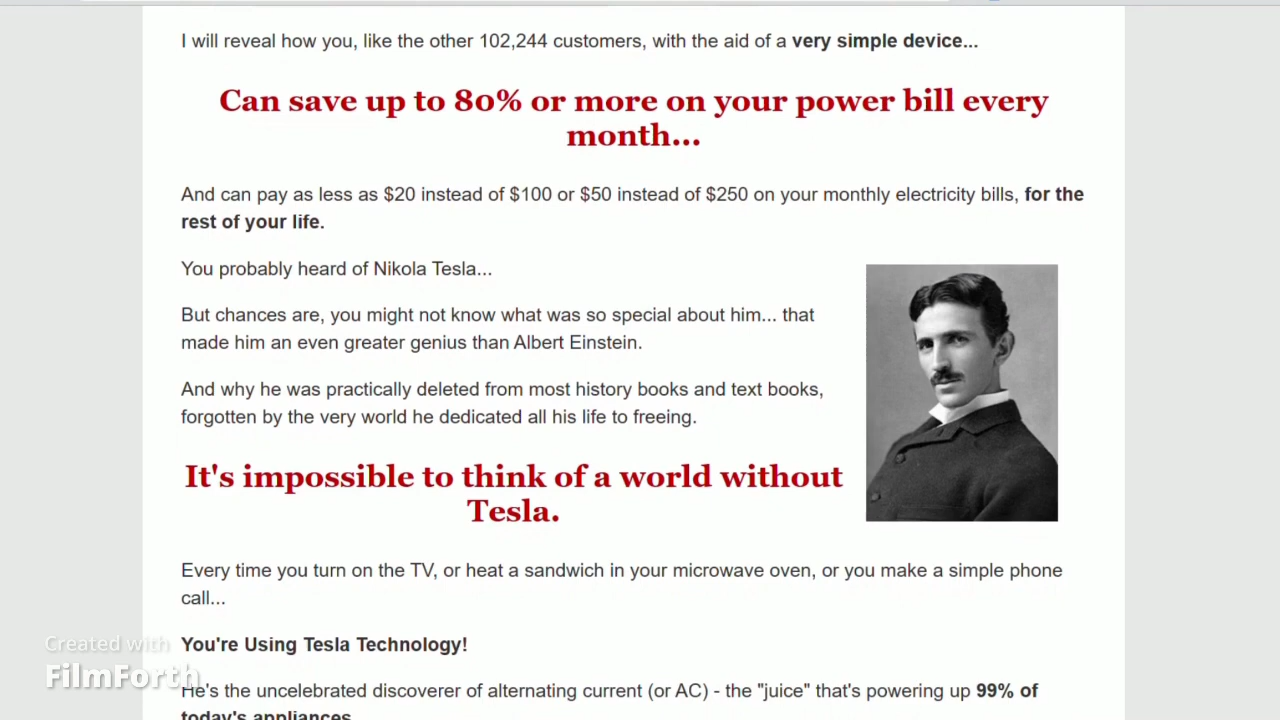 I will reveal how you, like the other 102,244 customers, with the aid of a very simple device...
Can save up to 80% or more on your power bill every
month...
And can pay as less as $20 instead of $100 or $50 instead of $250 on your monthly electricity bills, for the
rest of your life.
You probably heard of Nikola Tesla...
But chances are, you might not know what was so special about him... that
made him an even greater genius than Albert Einstein.
And why he was practically deleted from most history books and text books,
forgotten by the very world he dedicated all his life to freeing.
It's impossible to think of a world without
Tesla.
Every time you turn on the TV, or heat a sandwich in your microwave oven, or you make a simple phone
call...
You're Using Tesla Technology!
He's the uncelebrated discoverer of alternating current (or AC) - the "juice" that's powering up 99% of
today's appliances
Created with
FilmForth